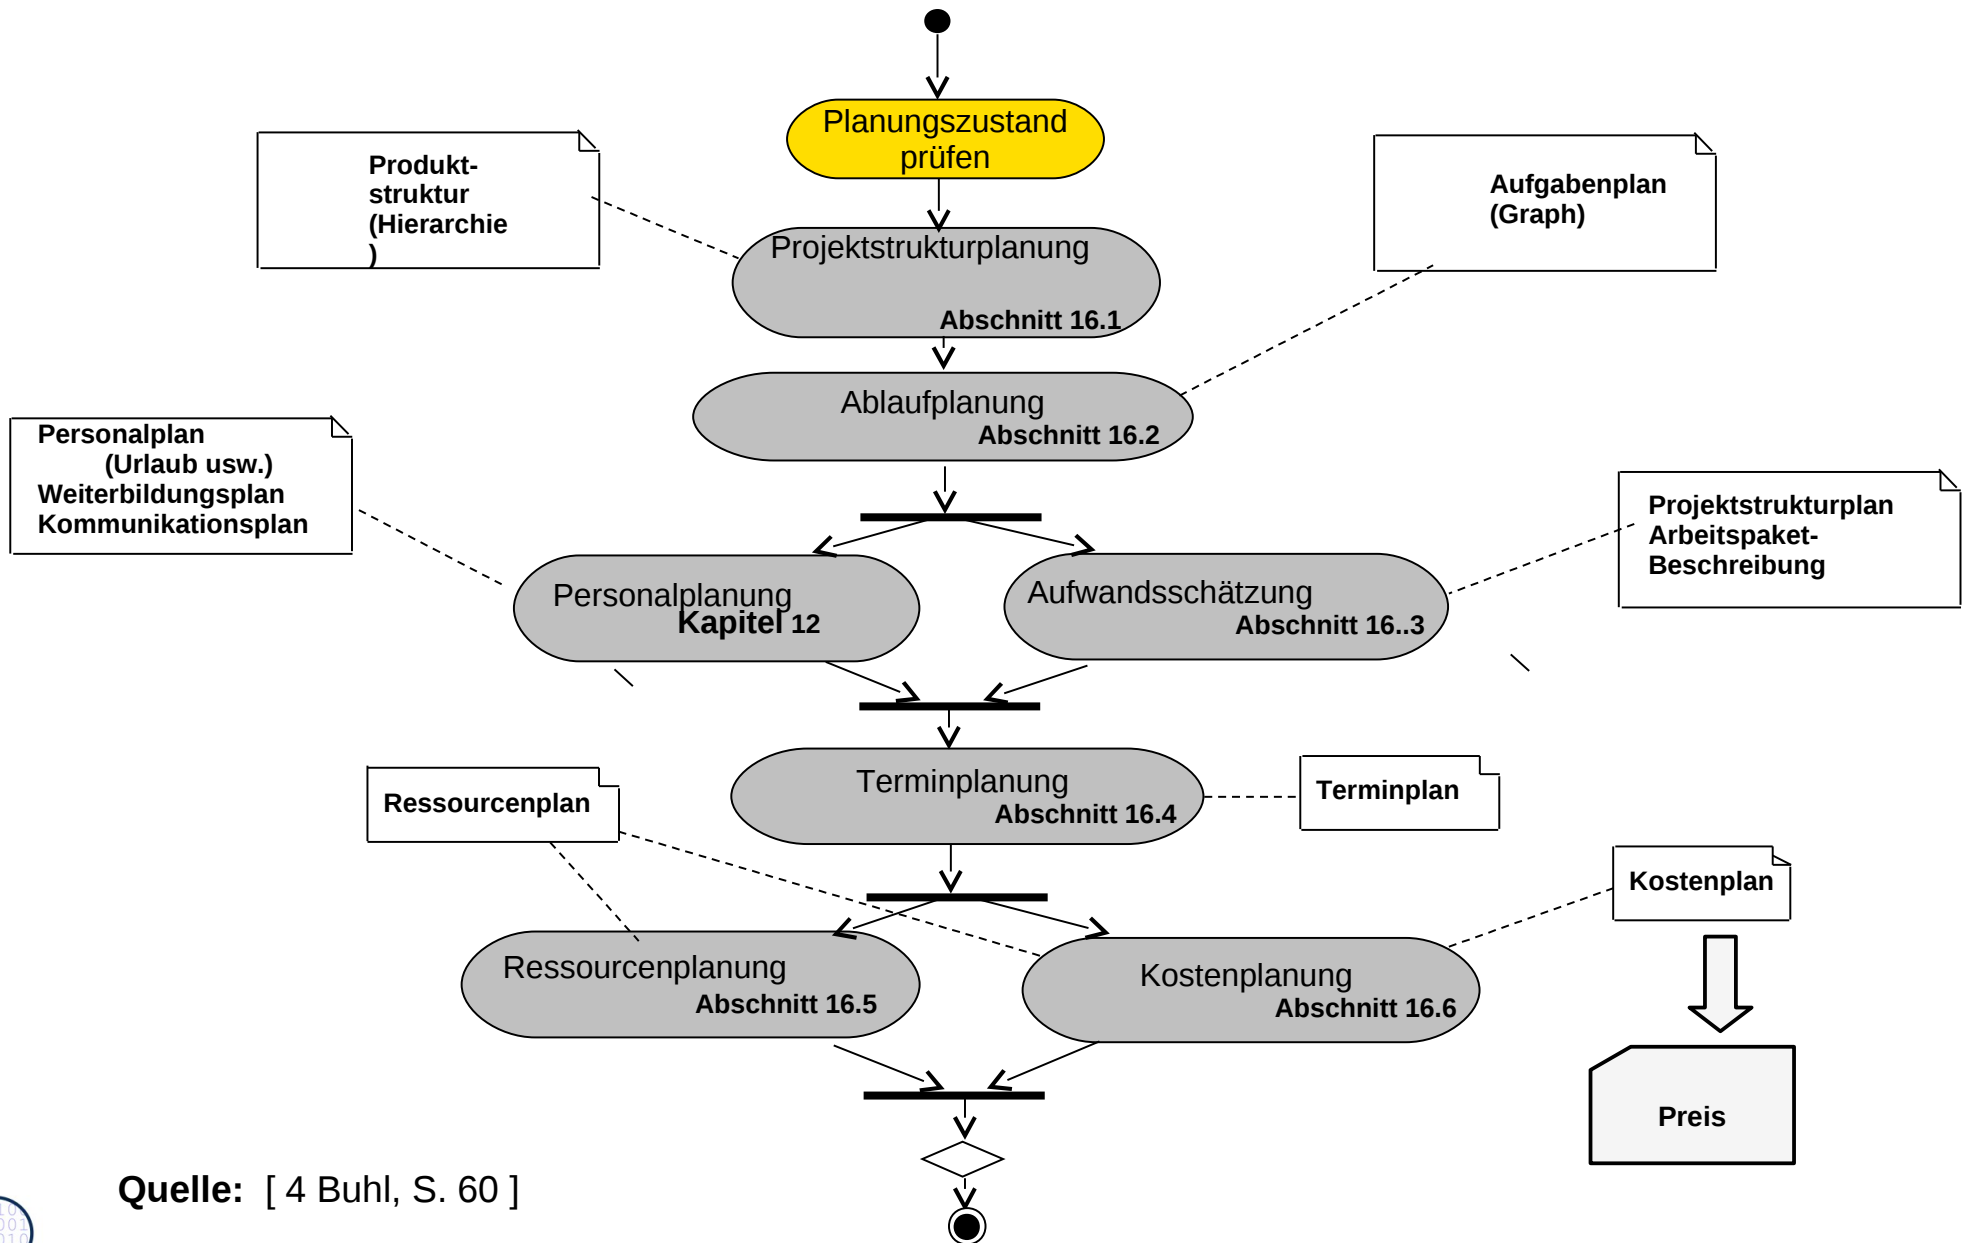 Planungszustand
prüfen
Produkt-
struktur
(Hierarchie
)
Aufgabenplan
(Graph)
Projektstrukturplanung
Abschnitt 16.1
Ablaufplanung
Abschnitt 16.2
Personalplan
(Urlaub usw.)
Weiterbildungsplan
Kommunikationsplan
Projektstrukturplan
Arbeitspaket-
Beschreibung
Personalplanung
Kapitel 12
Aufwandsschätzung
Abschnitt 16..3
Terminplanung
Abschnitt 16.4
Terminplan
Ressourcenplan
Kostenplan
Ressourcenplanung
Abschnitt 16.5
Kostenplanung
Abschnitt 16.6
Preis
Quelle: [ 4 Buhl, S. 60 ]